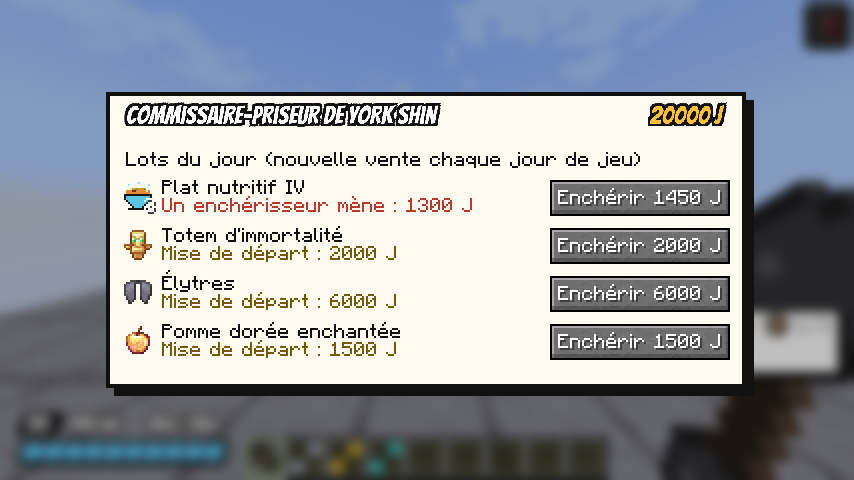 COMMISSAIRE-PRISEUR DE YORK SHIN
20000 J
Lots du jour (nouvelle vente chaque jour de jeu)
Plat nutritif IV
Un enchérisseur mène : 1300 J
Enchérir 1450 J
Totem d'immortalité
Mise de départ : 2000 J
Enchérir 2000 J
Élytres
Mise de départ : 6000 J
Enchérir 6000 J
Pomme dorée enchantée
Mise de départ : 1500 J
Enchérir 1500 J